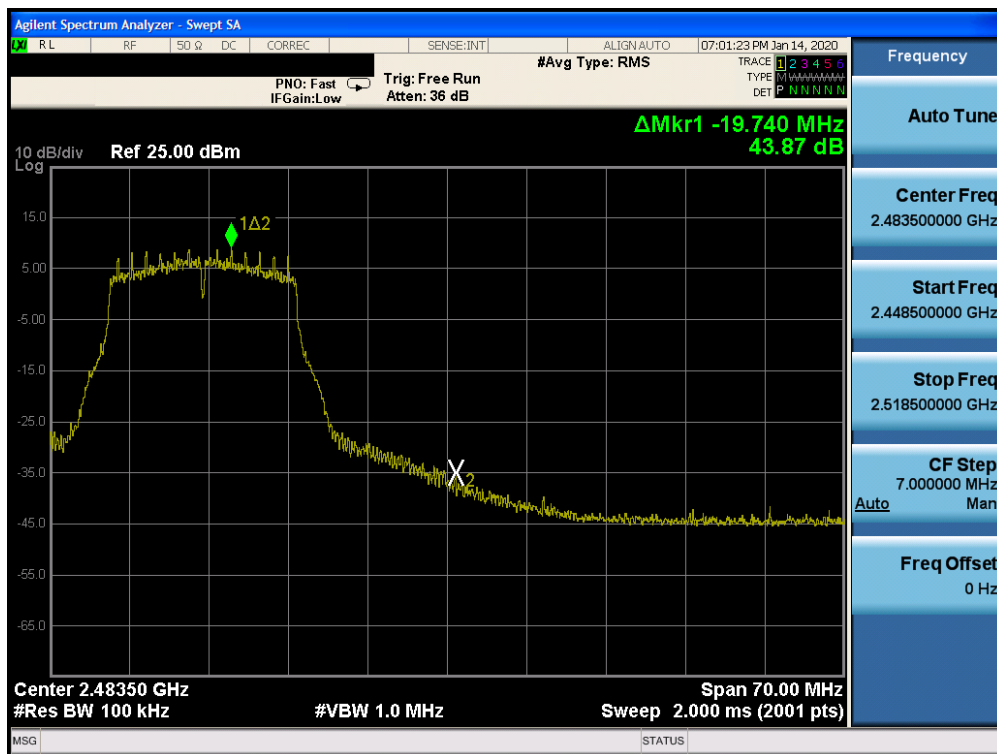 Agilent Spectrum Analyzer - Swept SA
LXI RL RF 50 Ω DC CORREC SENSE:INT ALIGN AUTO 07:01:23 PM Jan 14, 2020
Frequency
#Avg Type: RMS
TRACE 1 2 3 4 5 6
PNO: Fast Trig: Free Run
TYPE M
IFGain:Low Atten: 36 dB
DET P N N N N N
Auto Tune
ΔMkr1 -19.740 MHz
43.87 dB
10 dB/div Ref 25.00 dBm
Log
15.0
5.00
-5.00
-15.0
-25.0
-35.0
-45.0
-55.0
-65.0
1Δ2
X2
Center Freq
2.483500000 GHz
Start Freq
2.448500000 GHz
Stop Freq
2.518500000 GHz
CF Step
7.000000 MHz
Auto Man
Freq Offset
0 Hz
Center 2.48350 GHz Span 70.00 MHz
#Res BW 100 kHz #VBW 1.0 MHz Sweep 2.000 ms (2001 pts)
MSG STATUS